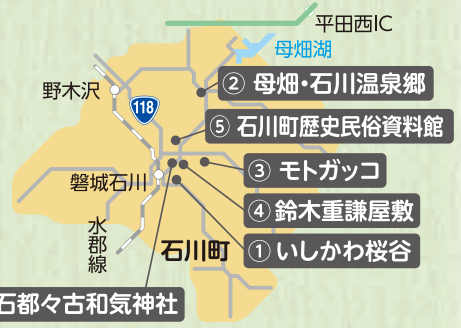 平田西IC
母畑湖
② 母畑・石川温泉郷
野木沢
118
⑤ 石川町歴史民俗資料館
③ モトガッコ
磐城石川
④ 鈴木重謙屋敷
水郡線
石川町
① いしかわ桜谷
石都々古和気神社